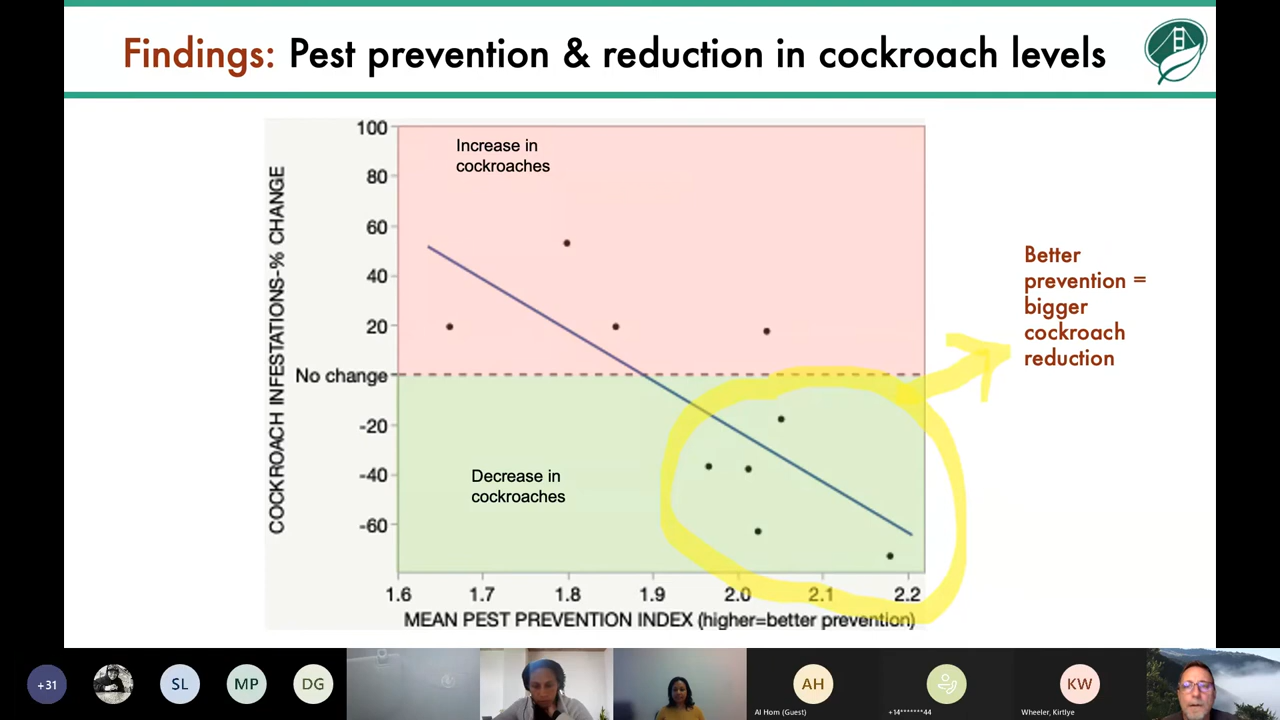 Findings: Pest prevention & reduction in cockroach levels
100
80
60
40
20
No change
-20
-40
-60
COCKROACH INFESTATIONS-% CHANGE
Increase in
cockroaches
Decrease in
cockroaches
1.6 1.7 1.8 1.9 2.0 2.1 2.2
MEAN PEST PREVENTION INDEX (higher=better prevention)
Better
prevention =
bigger
cockroach
reduction
+31
SL
MP
DG
AH
Al Hom (Guest)
+14*******44
KW
Wheeler, Kirtlye